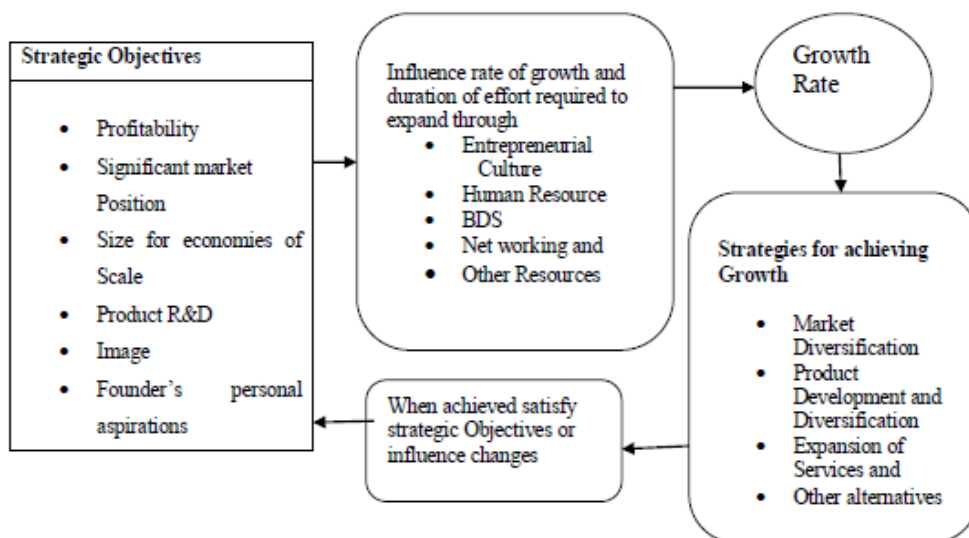 Strategic Objectives
• Profitability
• Significant market
Position
• Size for economies of
Scale
• Product R&D
• Image
• Founder’s personal
aspirations
Influence rate of growth and
duration of effort required to
expand through
• Entrepreneurial
Culture
• Human Resource
• BDS
• Net working and
• Other Resources
Growth
Rate
Strategies for achieving
Growth
• Market
Diversification
• Product
Development and
Diversification
• Expansion of
Services and
• Other alternatives
When achieved satisfy
strategic Objectives or
influence changes